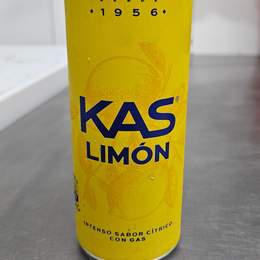 1956
KAS
LIMÓN
INTENSO SABOR CÍTRICO
CON GAS